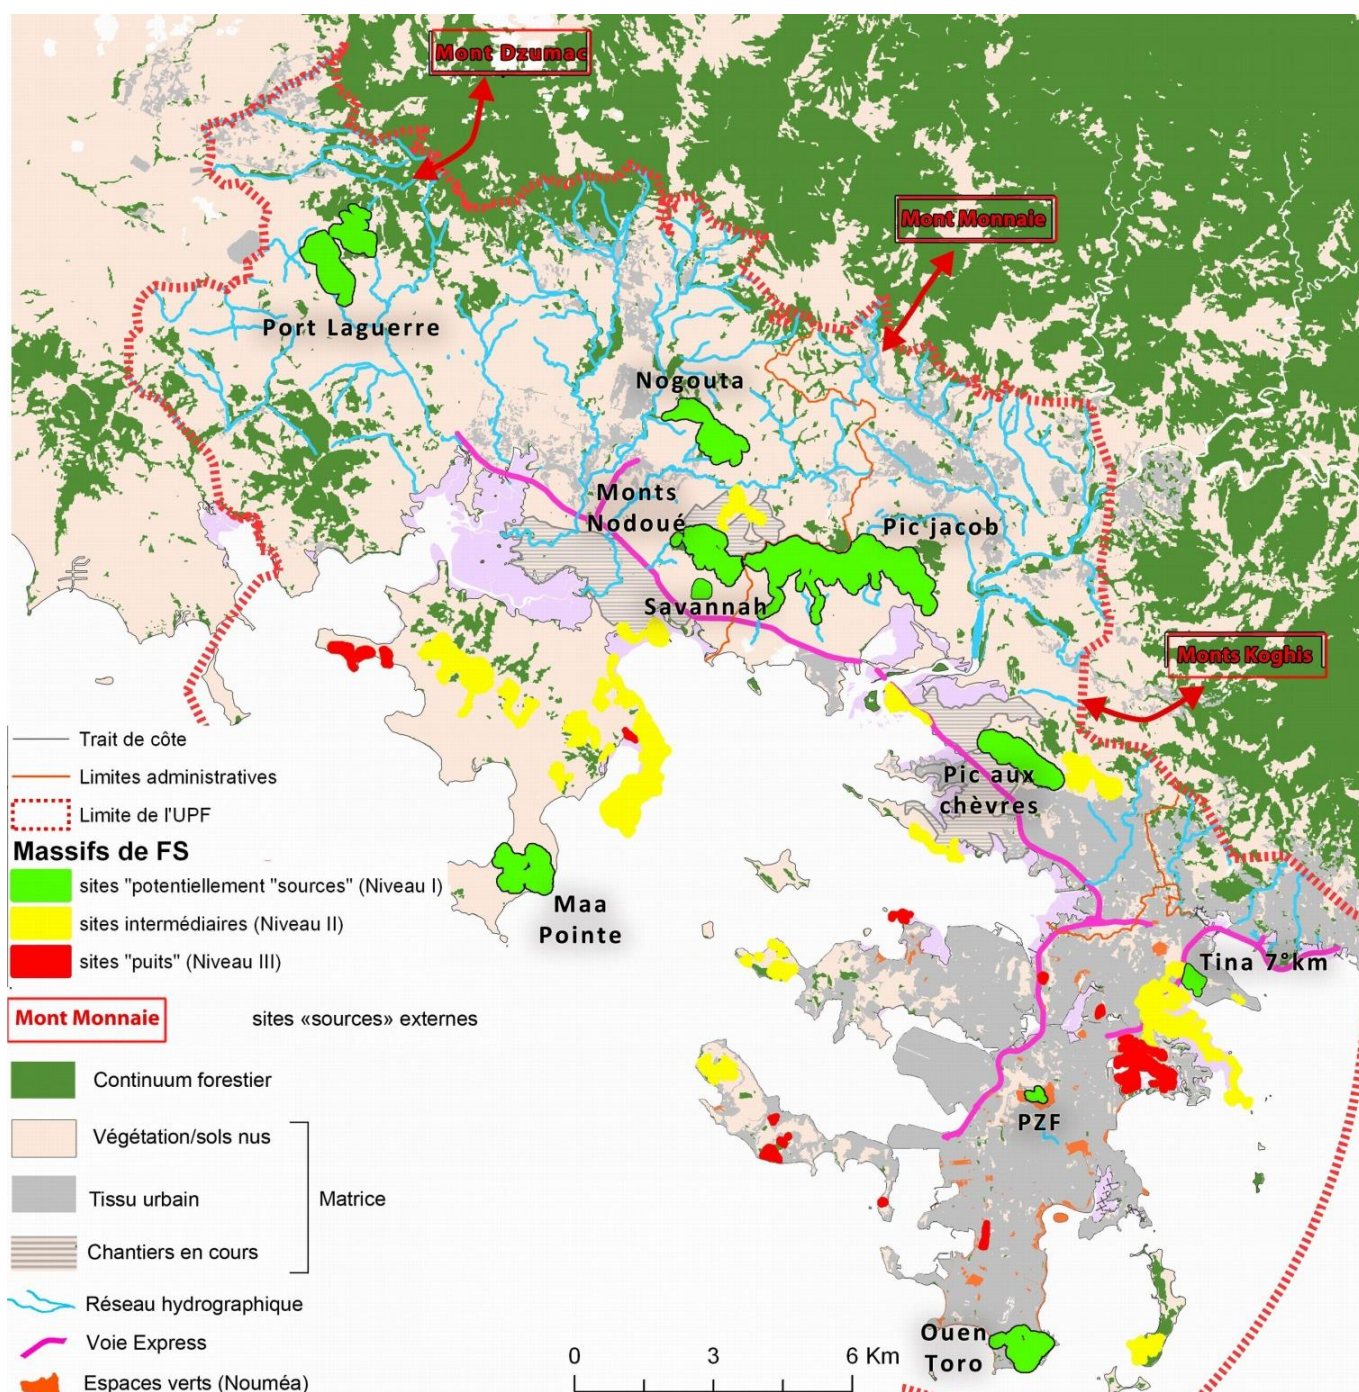 Mont Dzumac
Mont Monnaie
Port Laguerre
Nogouta
Monts
Nodoué
Pic jacob
Savannah
Monts Koghis
Pic aux
chèvres
Maa
Pointe
Tina 7°km
PZF
Ouen
Toro
Trait de côte
Limites administratives
Limite de l'UPF
Massifs de FS
sites "potentiellement "sources" (Niveau I)
sites intermédiaires (Niveau II)
sites "puits" (Niveau III)
Mont Monnaie
sites «sources» externes
Continuum forestier
Végétation/sols nus
Tissu urbain
Matrice
Chantiers en cours
Réseau hydrographique
Voie Express
Espaces verts (Nouméa)
0 3 6 Km